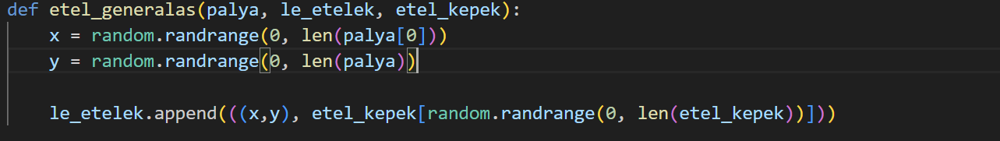 def etel_generalas(palya, le_etelek, etel_kepek):
    x = random.randrange(0, len(palya[0]))
    y = random.randrange(0, len(palya))
    le_etelek.append(((x,y), etel_kepek[random.randrange(0, len(etel_kepek))]))